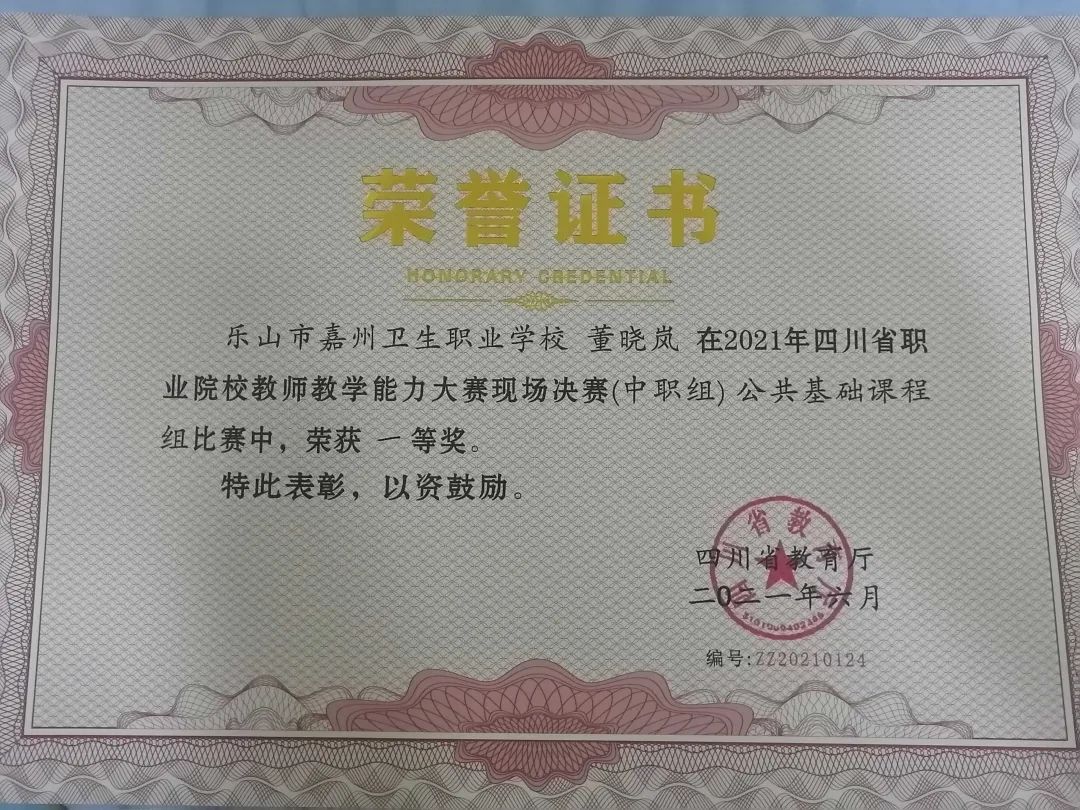 荣誉证书
HONORARY CREDENTIAL
乐山市嘉州卫生职业学校 董晓岚 在2021年四川省职
业院校教师教学能力大赛现场决赛(中职组) 公共基础课程
组比赛中，荣获 一 等奖。
特此表彰，以资鼓励。
四川省教育厅
二0二一年六月
编号:ZZ20210124